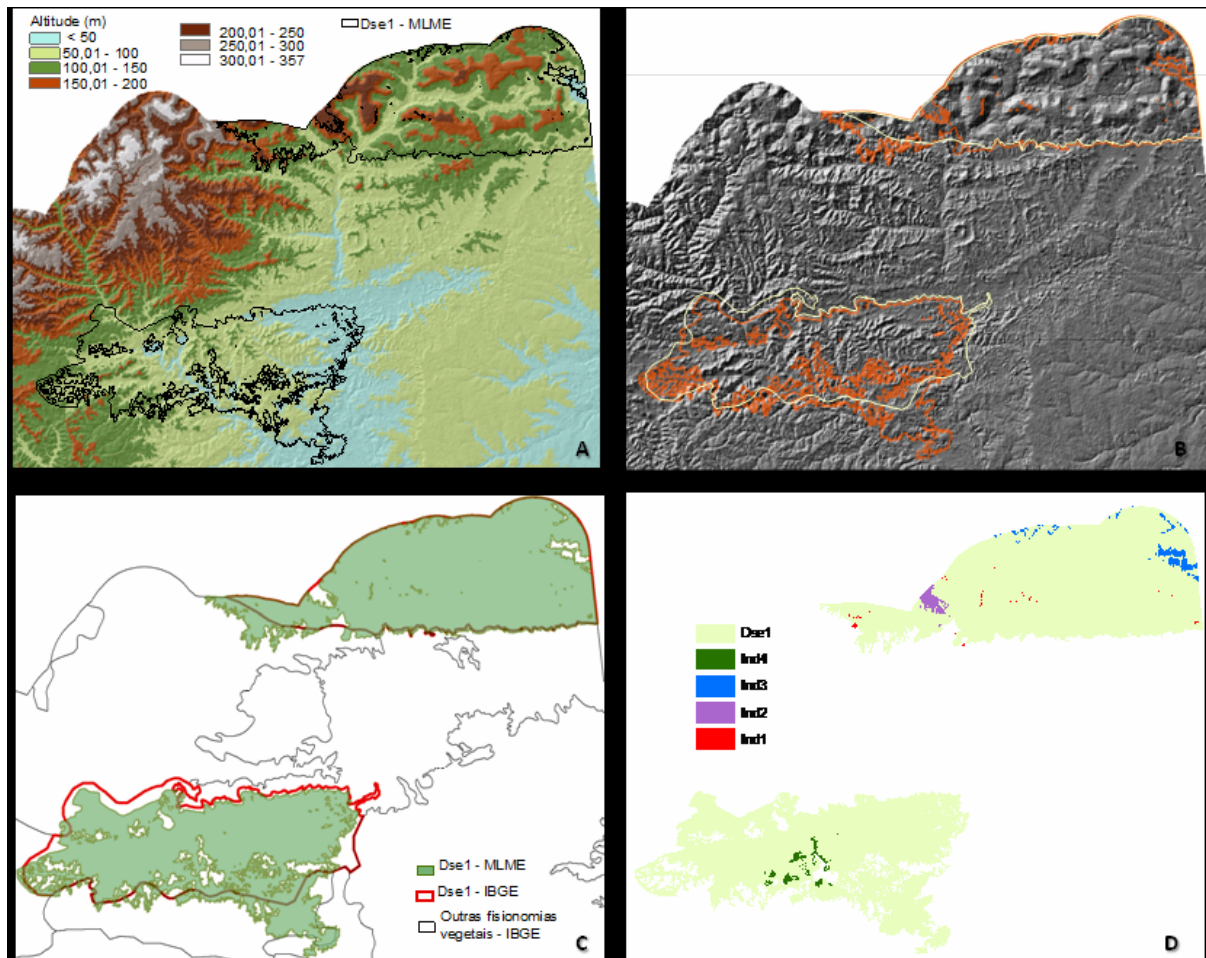 Altitude (m)
< 50
50,01 - 100
100,01 - 150
150,01 - 200
200,01 - 250
250,01 - 300
300,01 - 357
Dse1 - MLME
A
B
Dse1 - MLME
Dse1 - IBGE
Outras fisionomias
vegetais - IBGE
C
Dse1
Ind4
Ind3
Ind2
Ind1
D